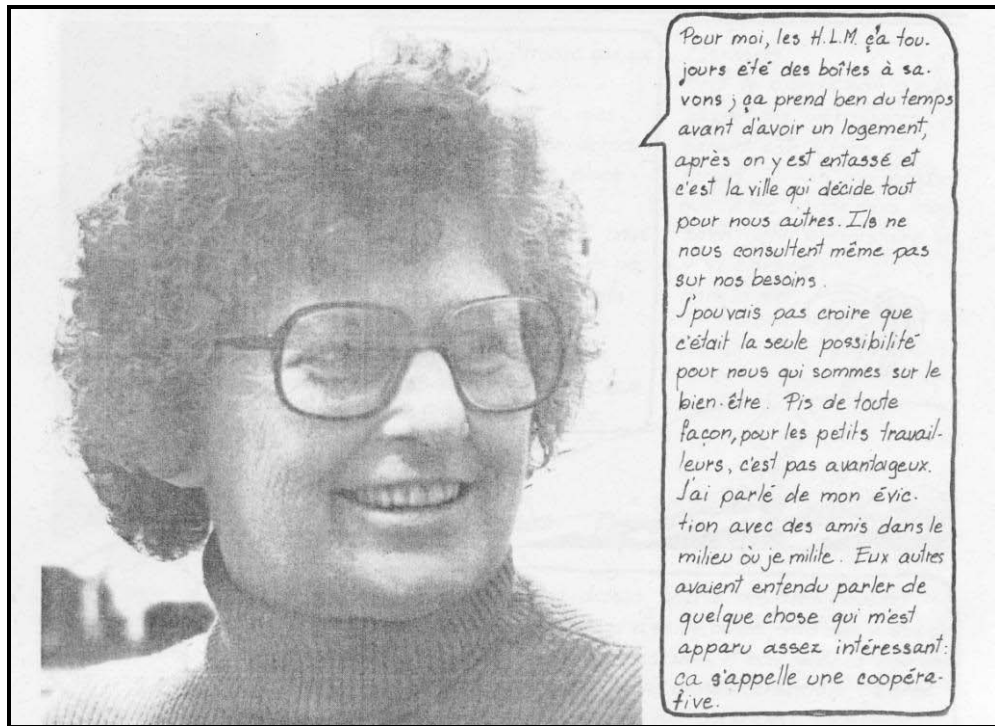 Pour moi, les H.L.M. ça tou-
jours été des boîtes à sa-
vons; ça prend ben du temps
avant d'avoir un logement,
après on y est entassé et
c'est la ville qui décide tout
pour nous autres. Ils ne
nous consultent même pas
sur nos besoins.
J'pouvais pas croire que
c'était la seule possibilité
pour nous qui sommes sur le
bien-être. Pis de toute
façon, pour les petits travail-
leurs, c'est pas avantageux.
J'ai parlé de mon évic-
tion avec des amis dans le
milieu où je milite. Eux autres
avaient entendu parler de
quelque chose qui m'est
apparu assez intéressant:
ca s'appelle une coopéra-
tive.